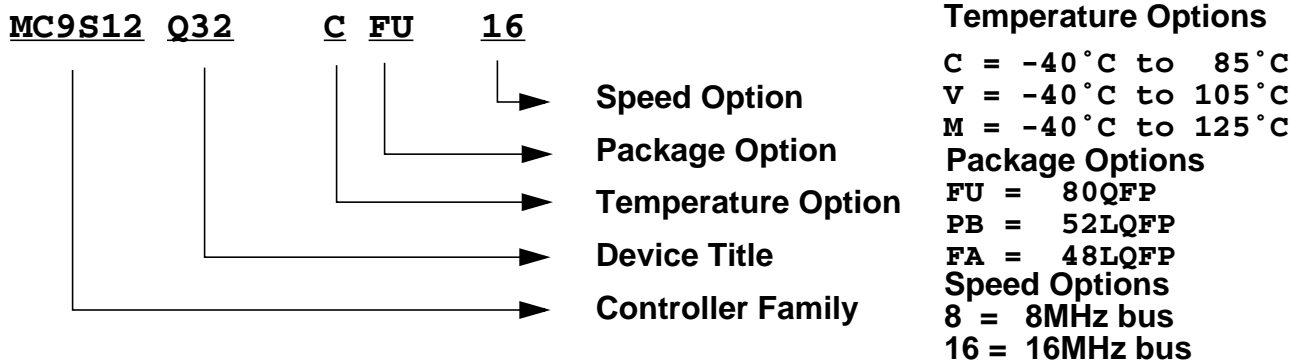 MC9S12 Q32 C FU 16
Speed Option
Package Option
Temperature Option
Device Title
Controller Family
Temperature Options
C = -40˚C to 85˚C
V = -40˚C to 105˚C
M = -40˚C to 125˚C
Package Options
FU = 80QFP
PB = 52LQFP
FA = 48LQFP
Speed Options
8 = 8MHz bus
16 = 16MHz bus